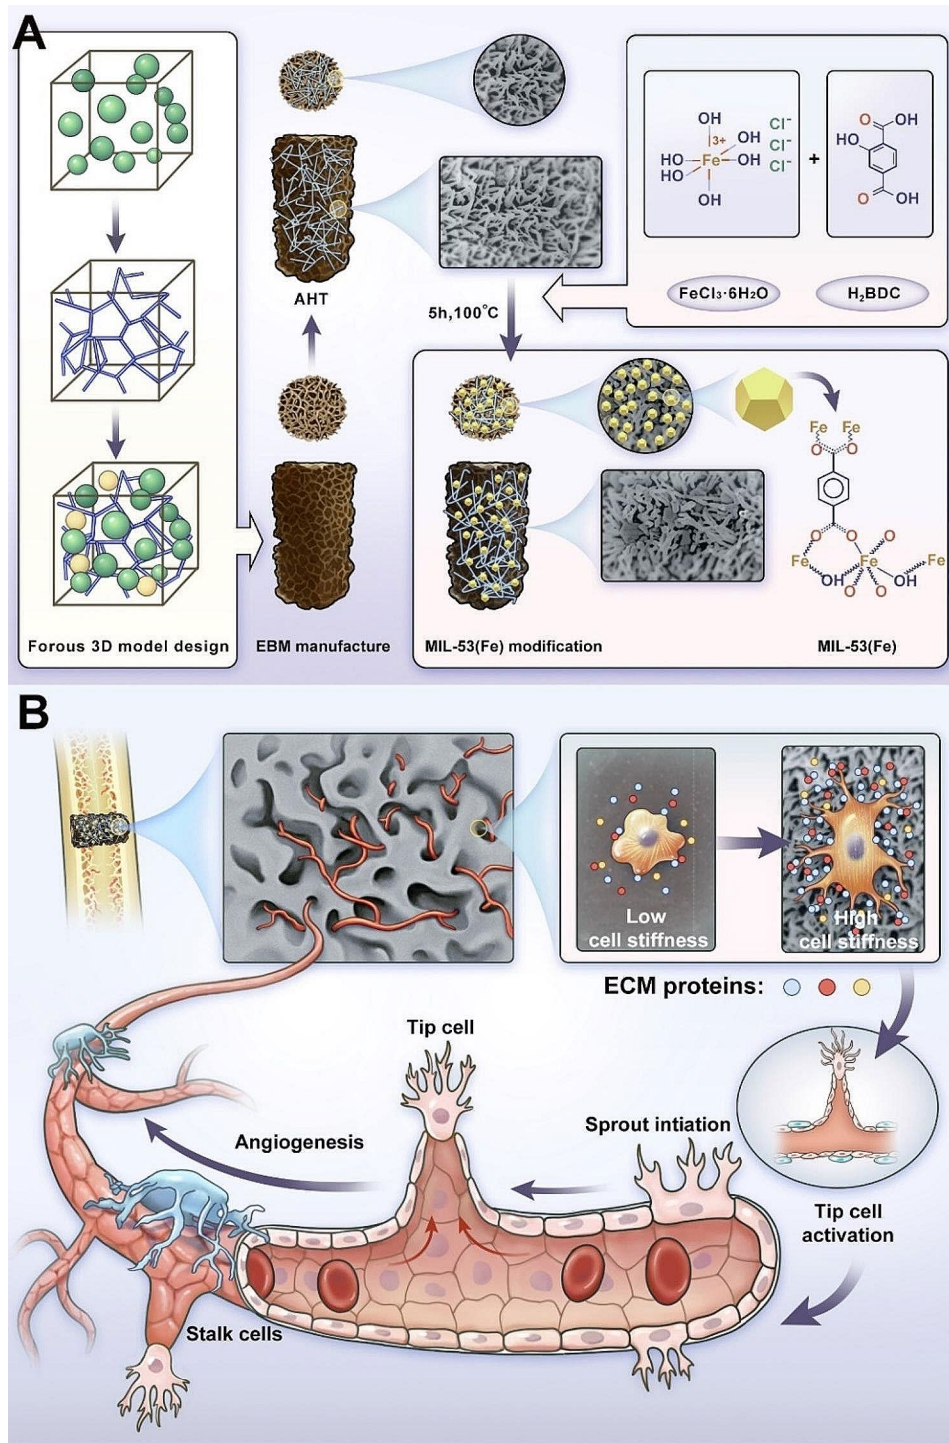 A
OH
3+
Fe
OH
OH
HO
HO
OH
Cl⁻
Cl⁻
Cl⁻
+
O
OH
HO
O
OH
FeCl₃·6H₂O
H₂BDC
AHT
5h,100°C
Fe
Fe
O
O
O
O
O
Fe
Fe
Fe
OH
OH
O
O
Forous 3D model design
EBM manufacture
MIL-53(Fe) modification
MIL-53(Fe)
B
Low
cell stiffness
High
cell stiffness
ECM proteins:
Tip cell
Sprout intiation
Angiogenesis
Tip cell
activation
Stalk cells